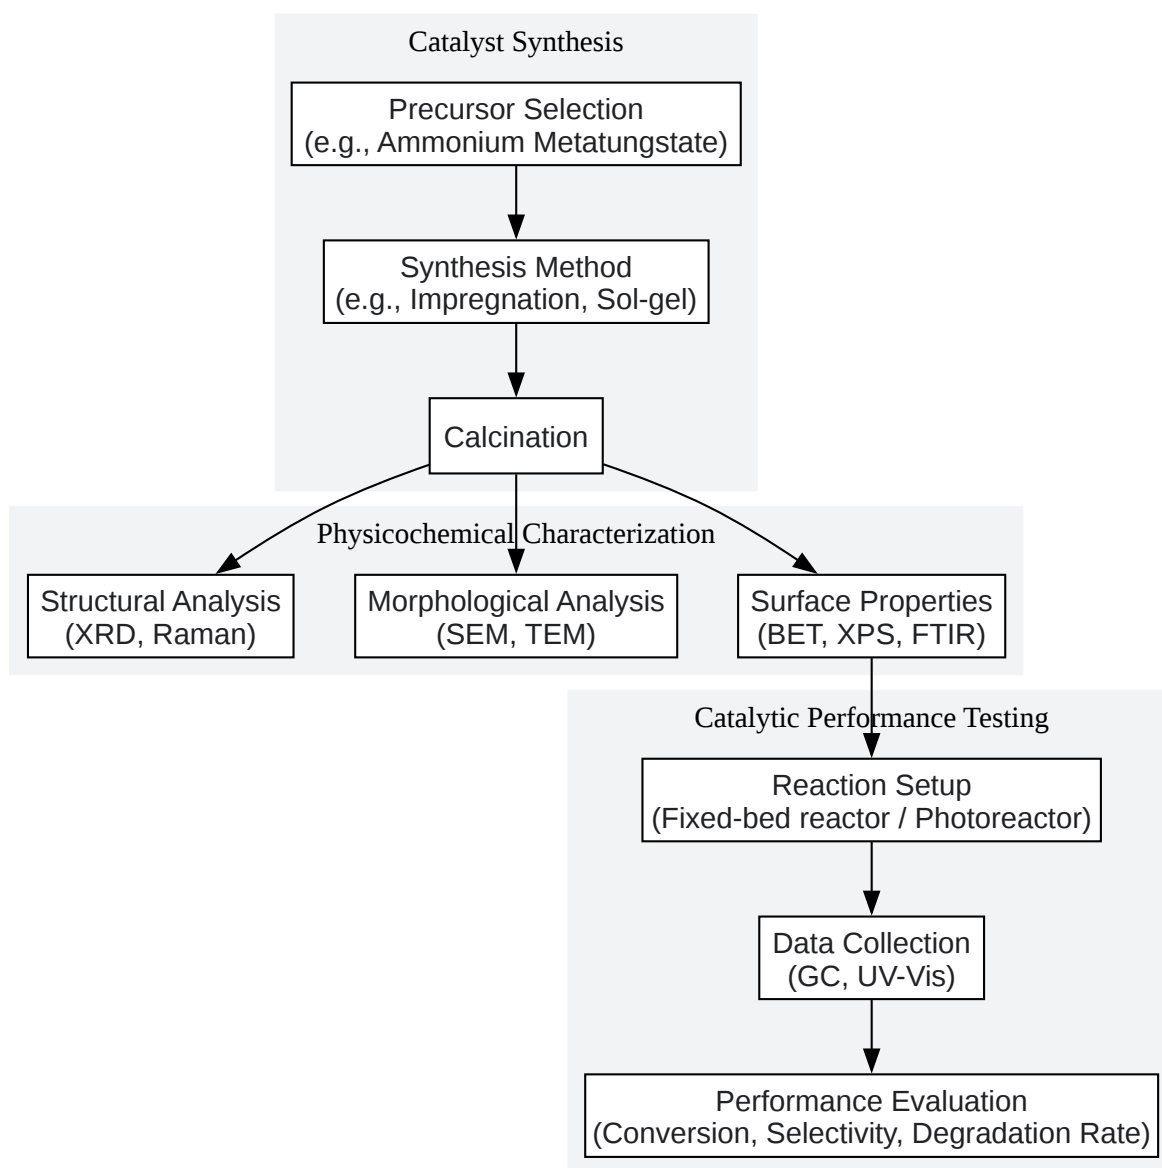 Catalyst Synthesis
Precursor Selection
(e.g., Ammonium Metatungstate)
Synthesis Method
(e.g., Impregnation, Sol-gel)
Calcination
Physicochemical Characterization
Structural Analysis
(XRD, Raman)
Morphological Analysis
(SEM, TEM)
Surface Properties
(BET, XPS, FTIR)
Catalytic Performance Testing
Reaction Setup
(Fixed-bed reactor / Photoreactor)
Data Collection
(GC, UV-Vis)
Performance Evaluation
(Conversion, Selectivity, Degradation Rate)